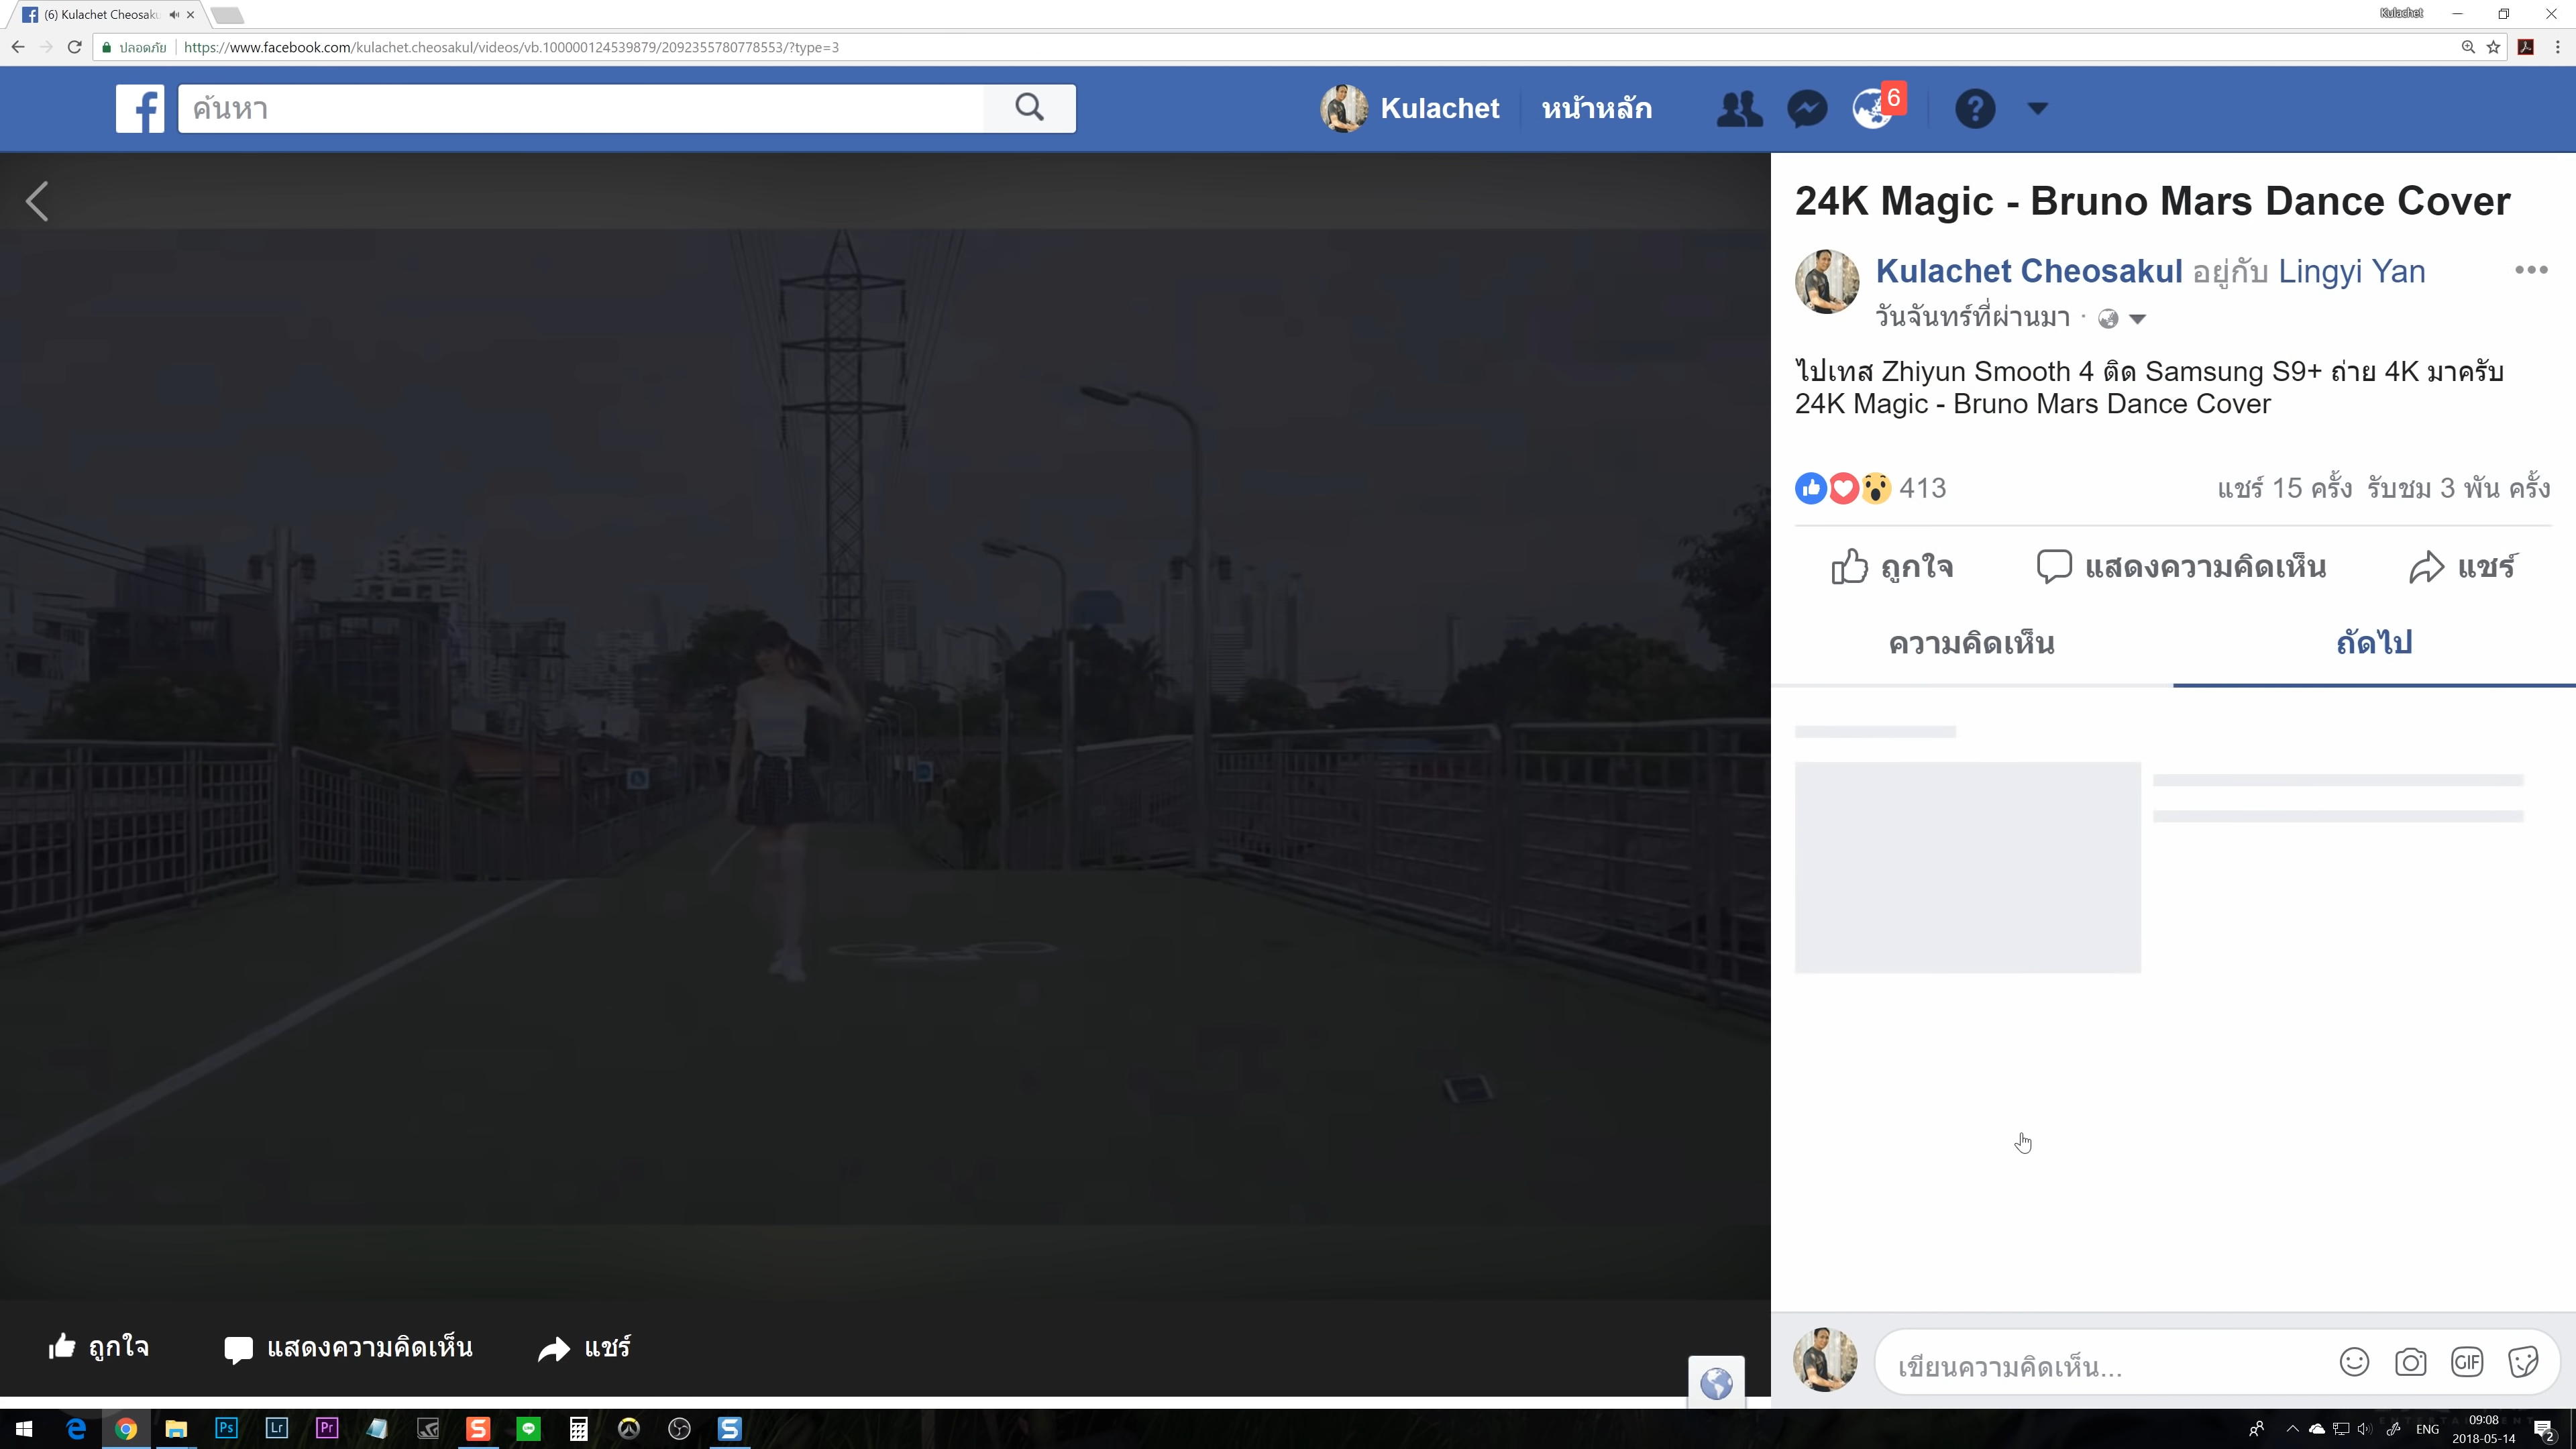 (6) Kulachet Cheosaku
Kulachet
ปลอดภัย
https://www.facebook.com/kulachet.cheosakul/videos/vb.100000124539879/2092355780778553/?type=3
ค้นหา
Kulachet
หน้าหลัก
6
24K Magic - Bruno Mars Dance Cover
Kulachet Cheosakul อยู่กับ Lingyi Yan
วันจันทร์ที่ผ่านมา ·
ไปเทส Zhiyun Smooth 4 ติด Samsung S9+ ถ่าย 4K มาครับ
24K Magic - Bruno Mars Dance Cover
413
แชร์ 15 ครั้ง รับชม 3 พัน ครั้ง
ถูกใจ
แสดงความคิดเห็น
แชร์
ความคิดเห็น
ถัดไป
ถูกใจ
แสดงความคิดเห็น
แชร์
เขียนความคิดเห็น...
GIF
Ps
Lr
Pr
S
S
ENG
09:08
2018-05-14
2